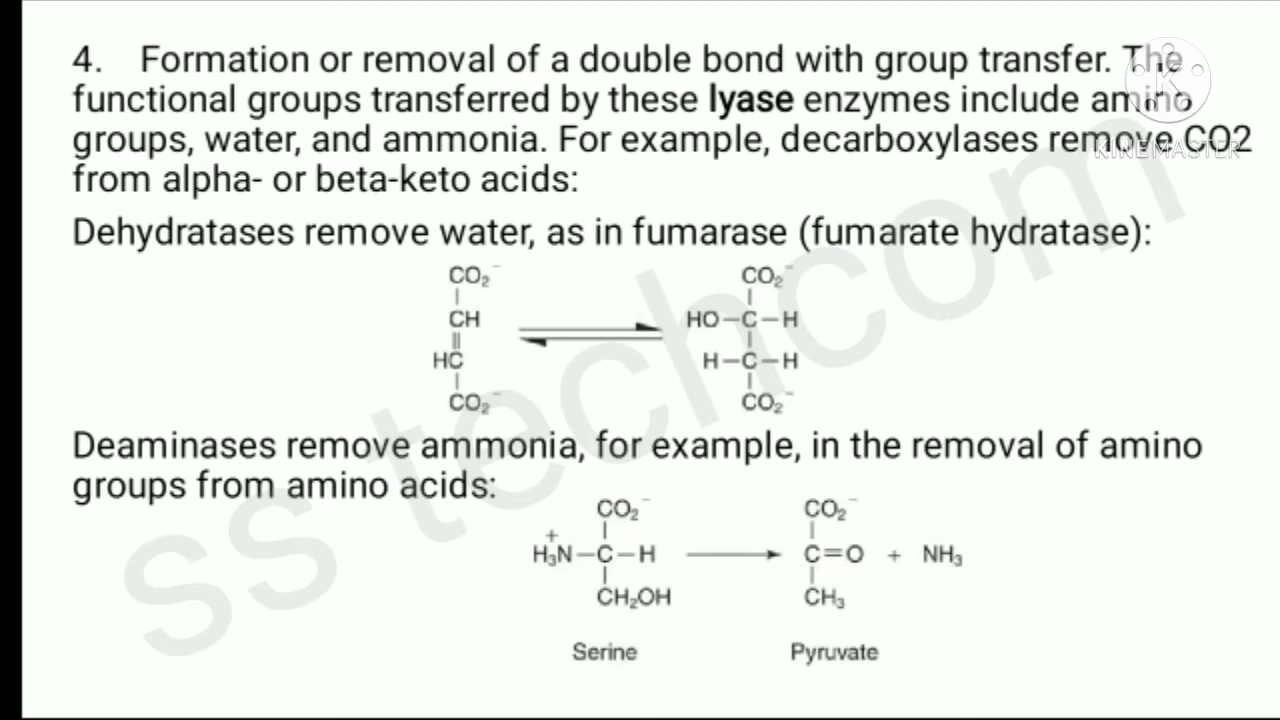 4. Formation or removal of a double bond with group transfer. The
functional groups transferred by these lyase enzymes include amino
groups, water, and ammonia. For example, decarboxylases remove CO2
from alpha- or beta-keto acids:
KINEMASTER
Dehydratases remove water, as in fumarase (fumarate hydratase):
CO₂⁻ CO₂⁻
CH HO–C–H
HC H–C–H
CO₂⁻ CO₂⁻
Deaminases remove ammonia, for example, in the removal of amino
groups from amino acids:
CO₂⁻ CO₂⁻
H₃N⁺–C–H C=O + NH₃
CH₂OH CH₃
Serine Pyruvate
ss techcom